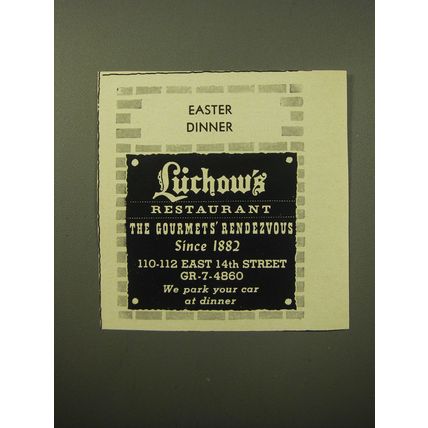 EASTER
DINNER
Lüchow's
RESTAURANT
THE GOURMETS' RENDEZVOUS
Since 1882
110-112 EAST 14th STREET
GR-7-4860
We park your car
at dinner